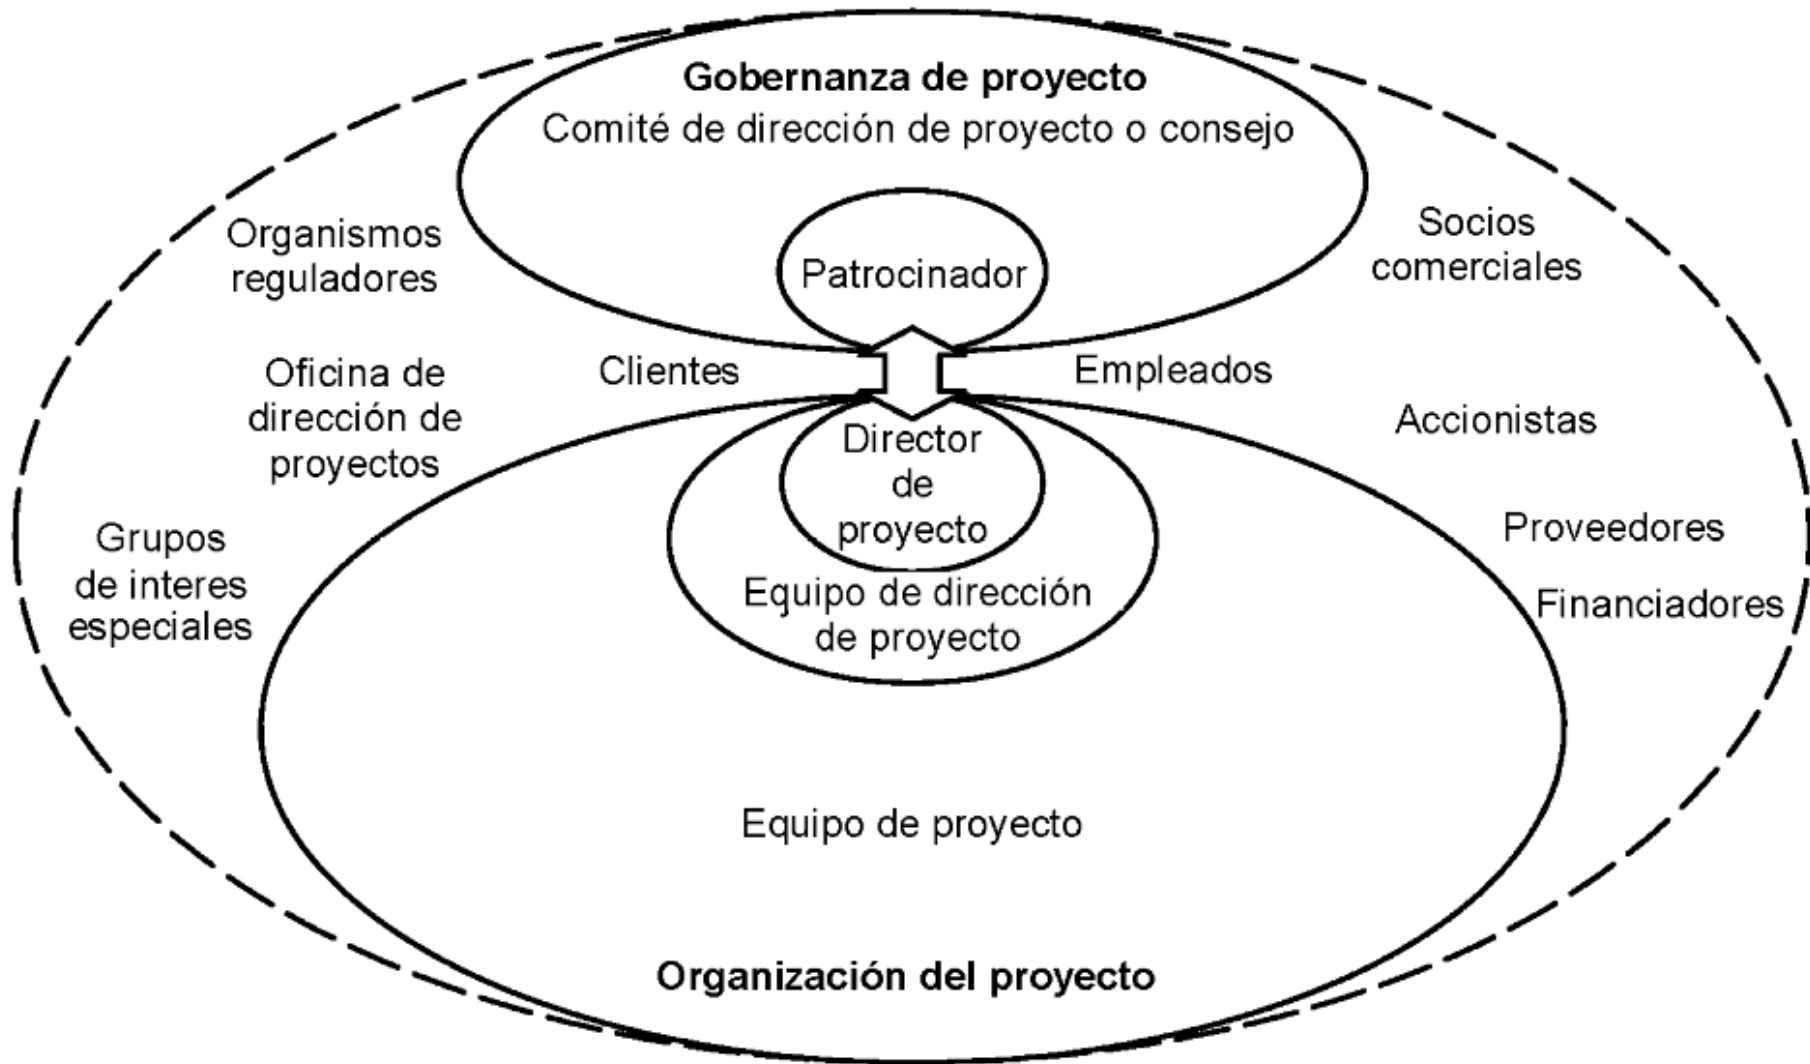 Gobernanza de proyecto
Comité de dirección de proyecto o consejo
Organismos
reguladores
Socios
comerciales
Patrocinador
Oficina de
dirección de
proyectos
Clientes
Empleados
Accionistas
Director
de
proyecto
Grupos
de interes
especiales
Proveedores
Financiadores
Equipo de dirección
de proyecto
Equipo de proyecto
Organización del proyecto